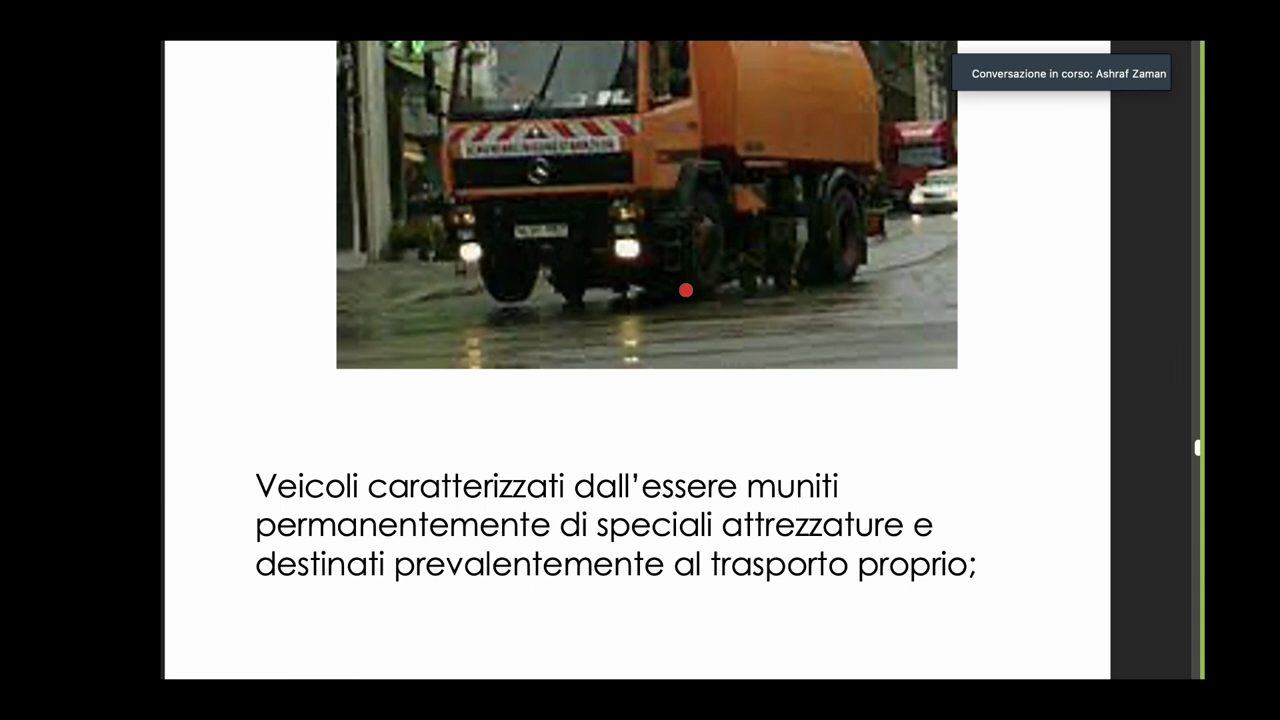 Conversazione in corso: Ashraf Zaman
Veicoli caratterizzati dall’essere muniti
permanentemente di speciali attrezzature e
destinati prevalentemente al trasporto proprio;